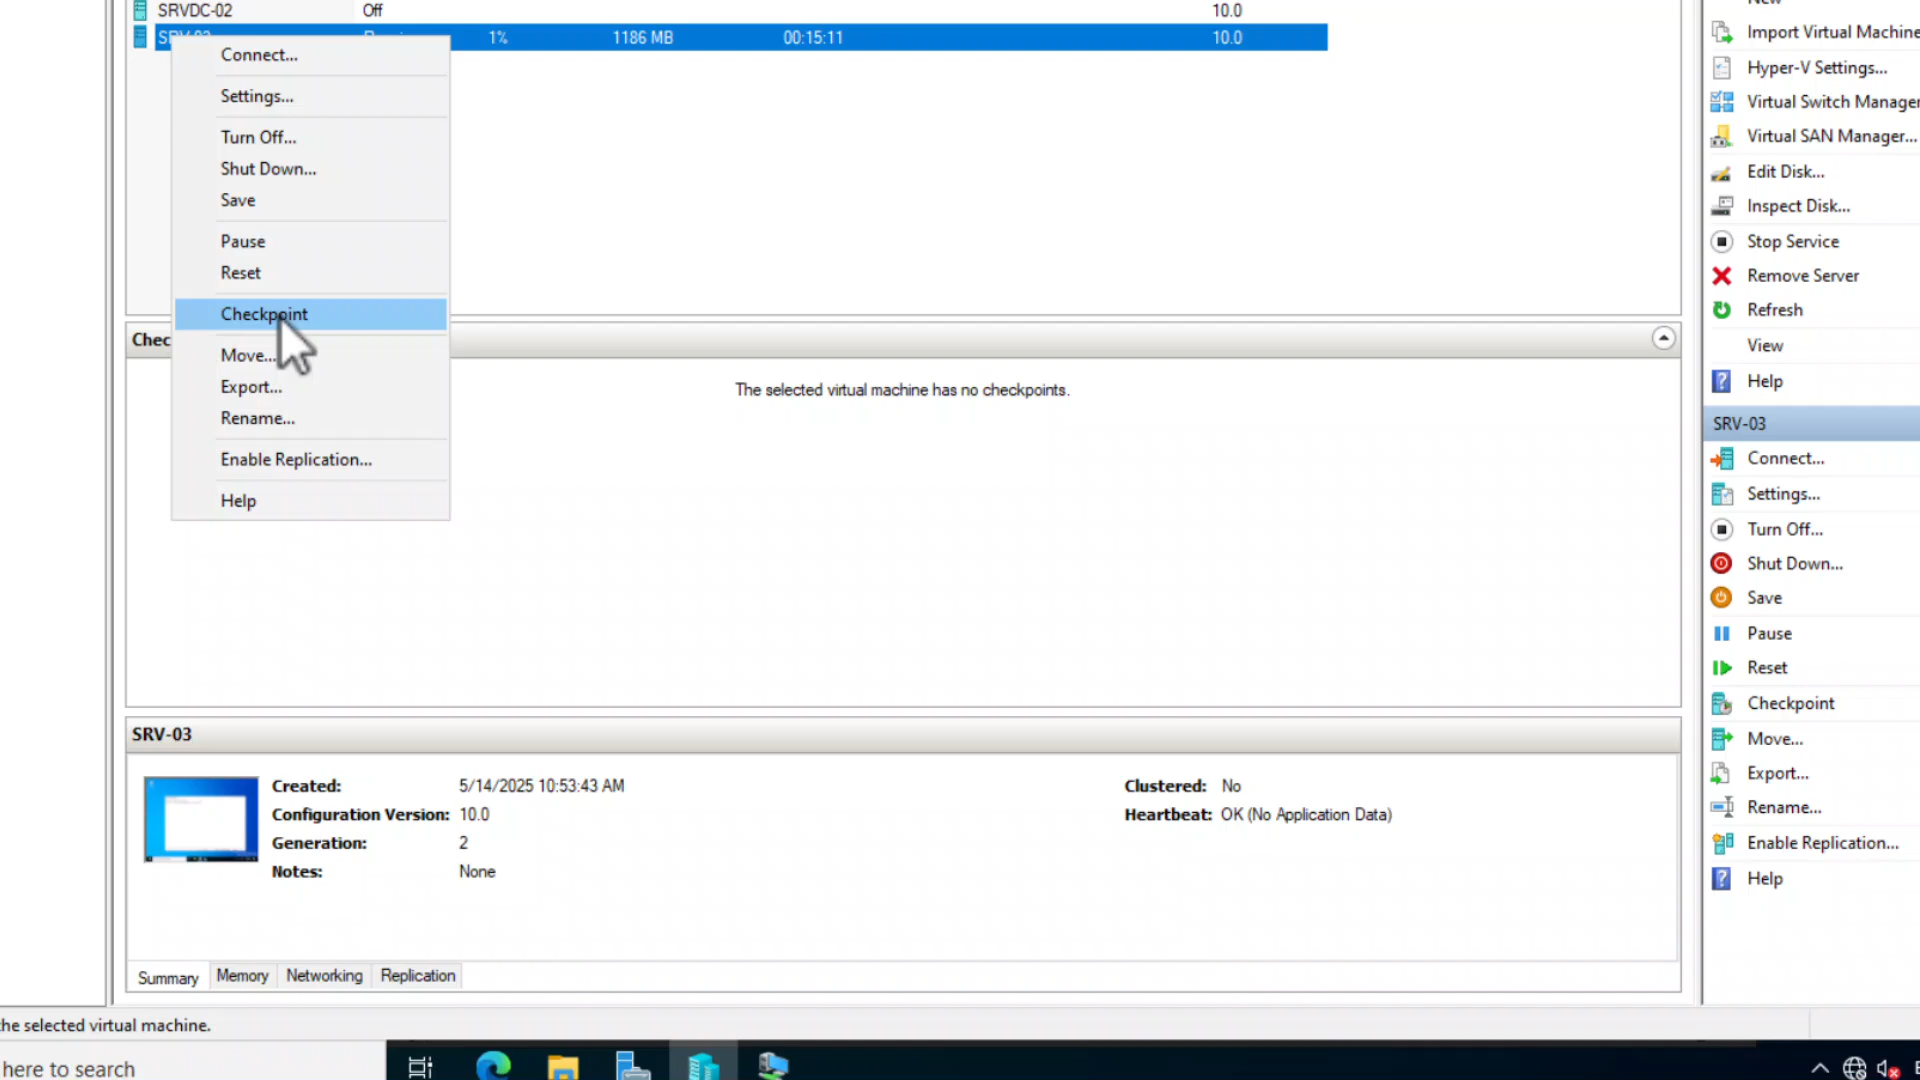 SRVDC-02 Off 10.0
1% 1186 MB 00:15:11 10.0
Connect...
Settings...
Turn Off...
Shut Down...
Save
Pause
Reset
Checkpoint
Move...
Export...
Rename...
Enable Replication...
Help
Chec
The selected virtual machine has no checkpoints.
SRV-03
Created: 5/14/2025 10:53:43 AM
Configuration Version: 10.0
Generation: 2
Notes: None
Clustered: No
Heartbeat: OK (No Application Data)
Summary Memory Networking Replication
Import Virtual Machine
Hyper-V Settings...
Virtual Switch Manager
Virtual SAN Manager...
Edit Disk...
Inspect Disk...
Stop Service
Remove Server
Refresh
View
Help
SRV-03
Connect...
Settings...
Turn Off...
Shut Down...
Save
Pause
Reset
Checkpoint
Move...
Export...
Rename...
Enable Replication...
Help
he selected virtual machine.
here to search